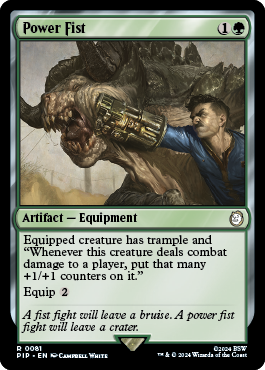 Power Fist 1
Artifact — Equipment
Equipped creature has trample and
“Whenever this creature deals combat
damage to a player, put that many
+1/+1 counters on it.”
Equip 2
A fist fight will leave a bruise. A power fist
fight will leave a crater.
R 0081
PIP • EN Campbell White
©2024 BSW
™ & © 2024 Wizards of the Coast